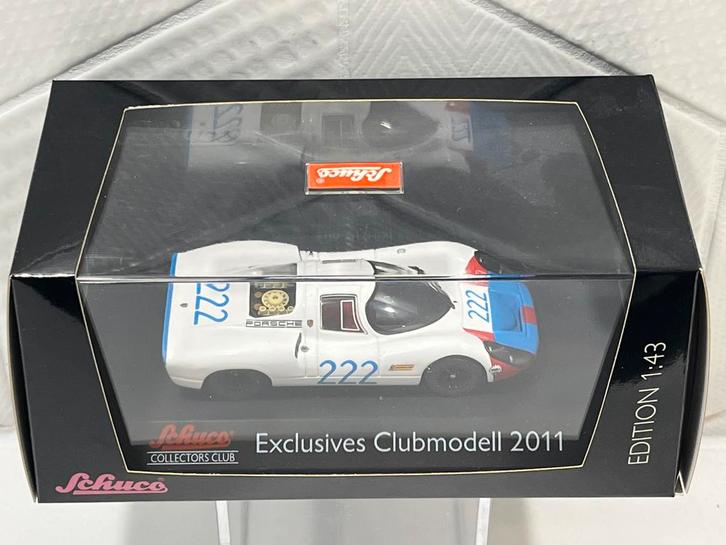 Schuco
222
222
PORSCHE
222
Schuco
COLLECTORS CLUB
Exclusives Clubmodell 2011
EDITION 1:43
Schuco